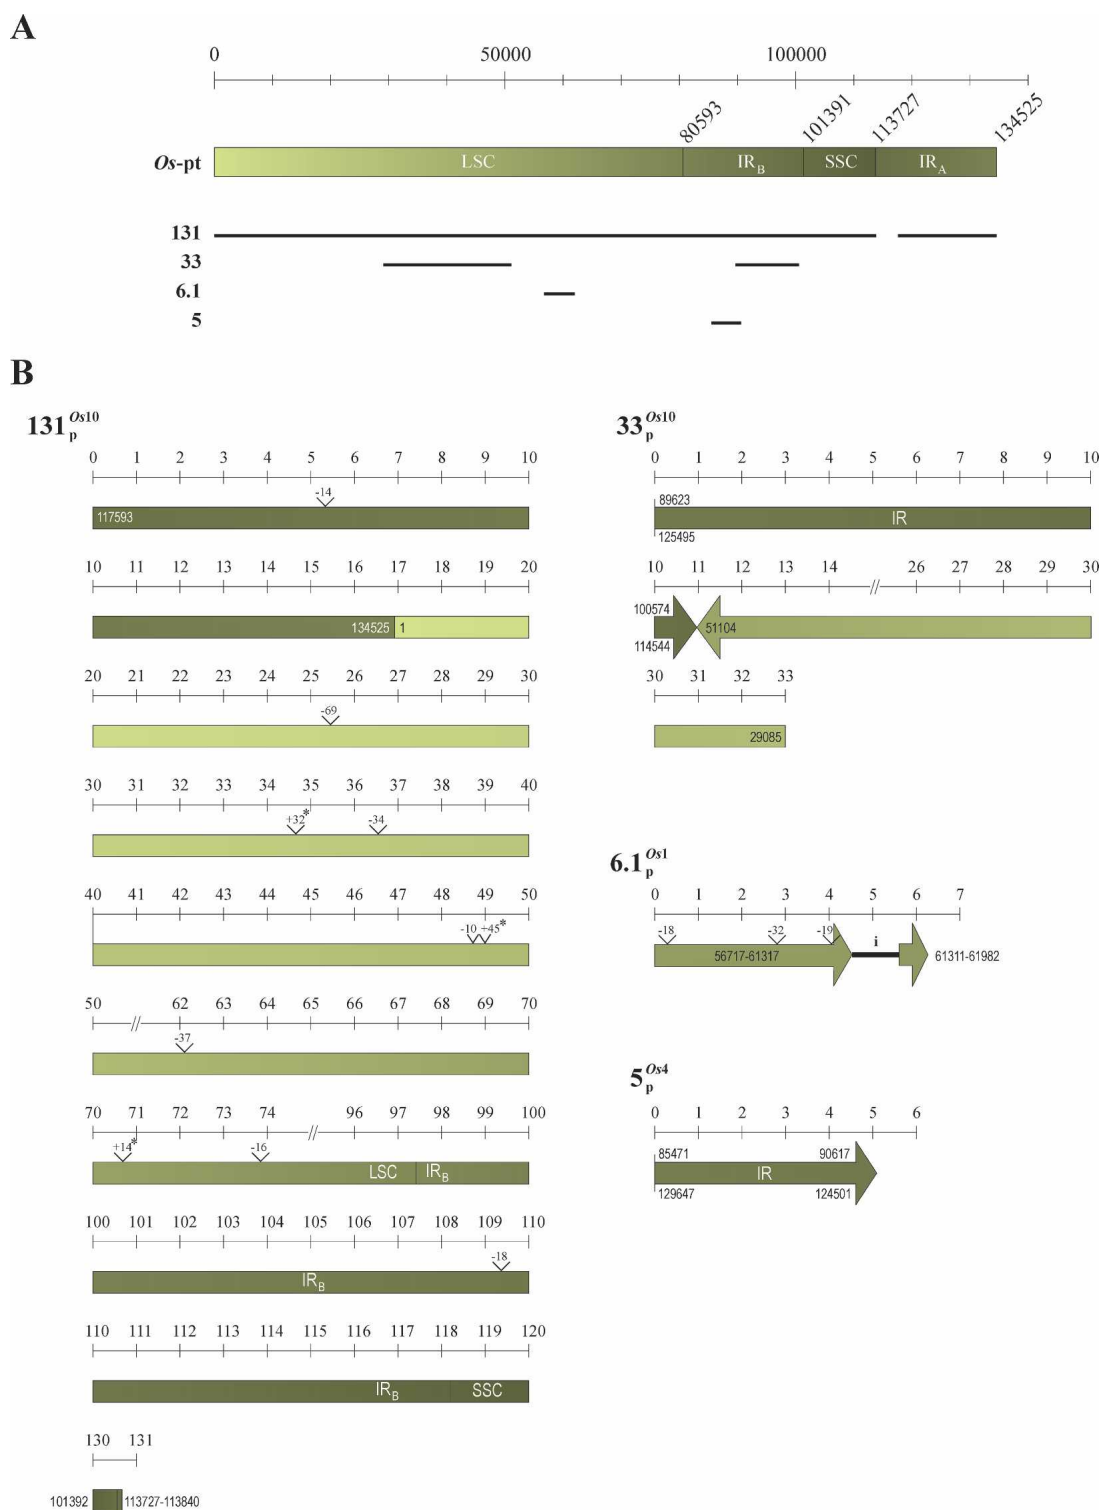 A
0 50000 100000
80593 101391 113727 134525
Os-pt LSC IRB SSC IRA
131
33
6.1
5
B
131 p Os10
0 1 2 3 4 5 6 7 8 9 10
-14
117593
10 11 12 13 14 15 16 17 18 19 20
134525 1
20 21 22 23 24 25 26 27 28 29 30
-69
30 31 32 33 34 35 36 37 38 39 40
+32* -34
40 41 42 43 44 45 46 47 48 49 50
-10 +45*
50 // 62 63 64 65 66 67 68 69 70
-37
70 71 72 73 74 // 96 97 98 99 100
+14* -16
LSC IRB
100 101 102 103 104 105 106 107 108 109 110
-18
IRB
110 111 112 113 114 115 116 117 118 119 120
IRB SSC
130 131
101392 113727-113840
33 p Os10
0 1 2 3 4 5 6 7 8 9 10
89623
IR
125495
10 11 12 13 14 // 26 27 28 29 30
100574
51104
114544
30 31 32 33
29085
6.1 p Os1
0 1 2 3 4 5 6 7
-18 -32 -19 i
56717-61317 61311-61982
5 p Os4
0 1 2 3 4 5 6
85471 90617
IR
129647 124501